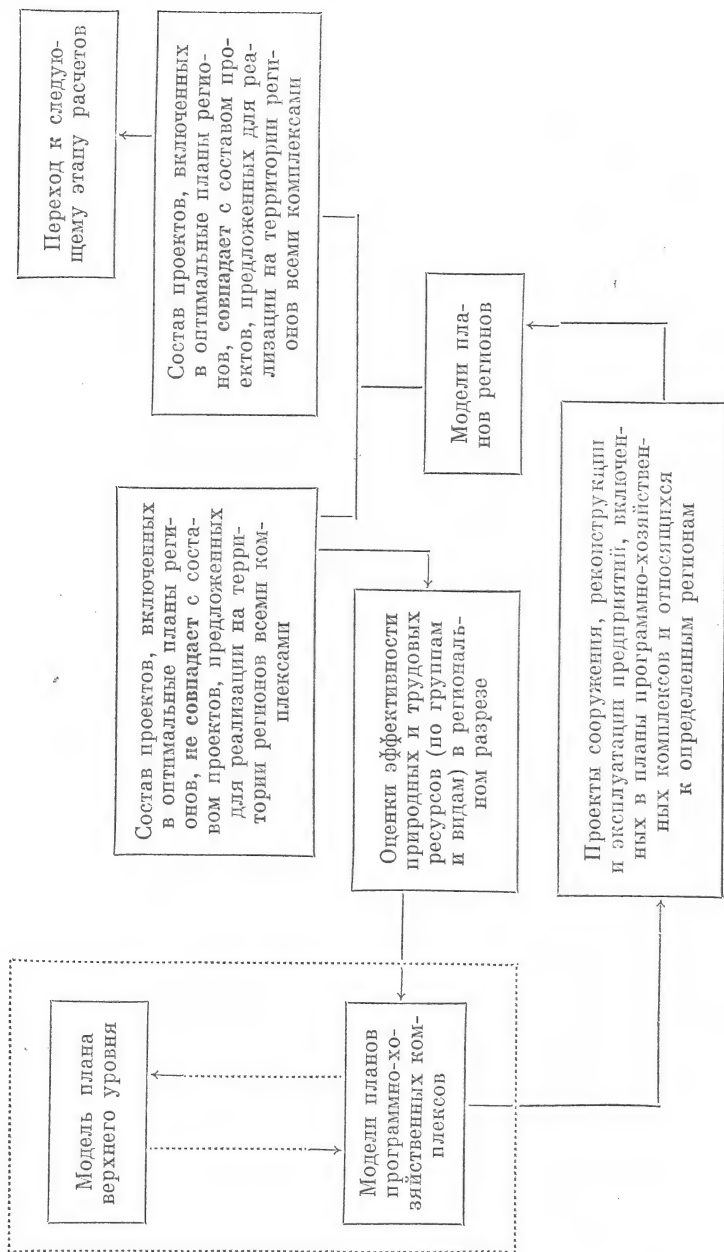 Модель плана
верхнего уровня
Модели планов
программно-хо-
зяйственных ком-
плексов
Состав проектов, включенных
в оптимальные планы реги-
онов, не совпадает с соста-
вом проектов, предложенных
для реализации на терри-
тории регионов всеми ком-
плексами
Оценки эффективности
природных и трудовых
ресурсов (по группам
и видам) в региональ-
ном разрезе
Переход к следую-
щему этапу расчетов
Состав проектов, включенных
в оптимальные планы регио-
нов, совпадает с составом про-
ектов, предложенных для реа-
лизации на территории реги-
онов всеми комплексами
Модели пла-
нов регионов
Проекты сооружения, реконструкции
и эксплуатации предприятий, включен-
ных в планы программно-хозяйствен-
ных комплексов и относящихся
к определенным регионам